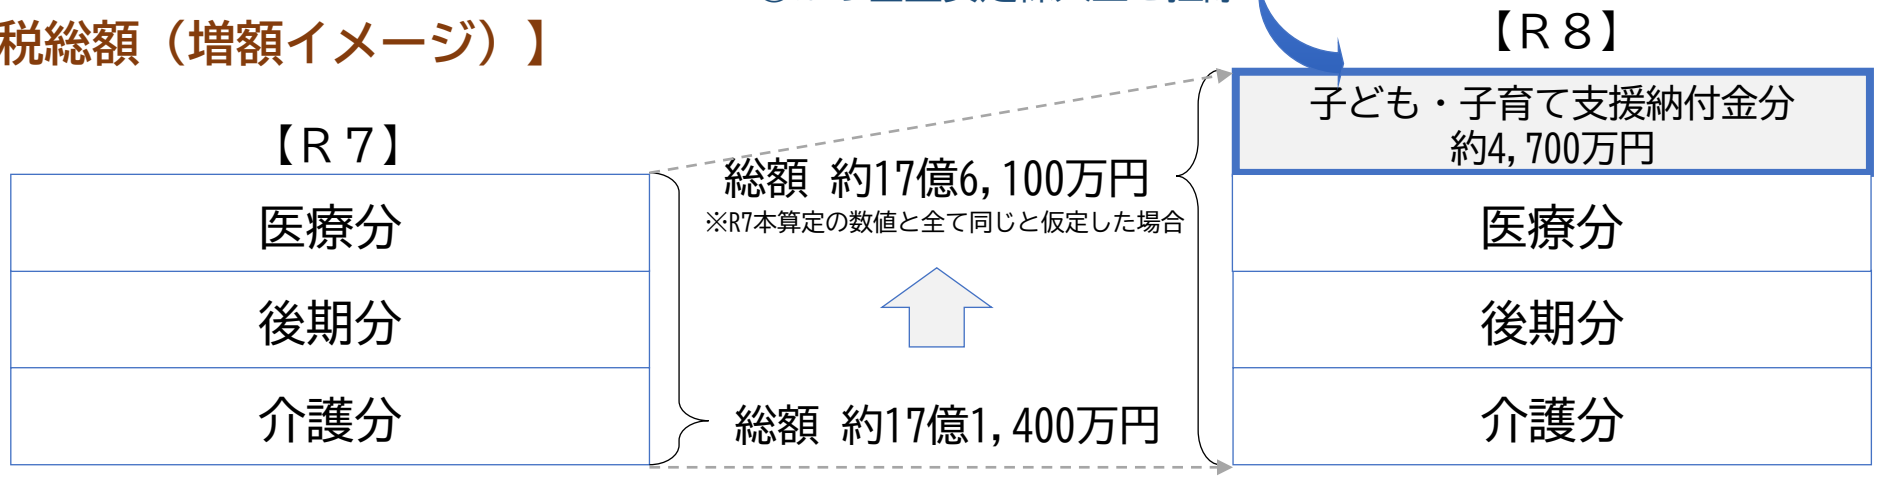 税総額（増額イメージ）】
【Ｒ７】
医療分
後期分
介護分
総額 約17億6,100万円
※R7本算定の数値と全て同じと仮定した場合
総額 約17億1,400万円
【Ｒ８】
子ども・子育て支援納付金分
約4,700万円
医療分
後期分
介護分